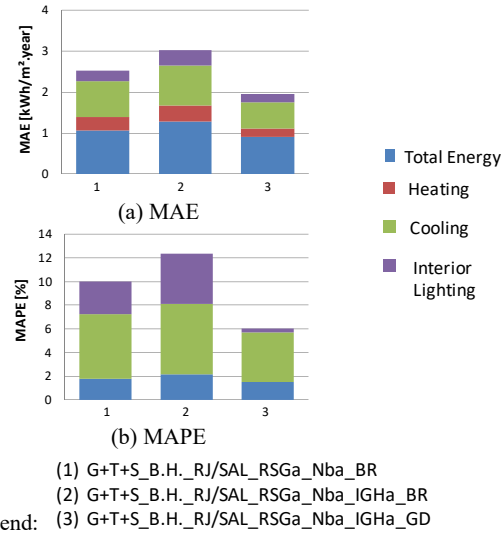 4
3
2
1
0
MAE [kWh/m².year]
1 2 3
(a) MAE
14
12
10
8
6
4
2
0
MAPE [%]
1 2 3
(b) MAPE
Total Energy
Heating
Cooling
Interior
Lighting
(1) G+T+S_B.H._RJ/SAL_RSGa_Nba_BR
(2) G+T+S_B.H._RJ/SAL_RSGa_Nba_IGHa_BR
end: (3) G+T+S_B.H._RJ/SAL_RSGa_Nba_IGHa_GD